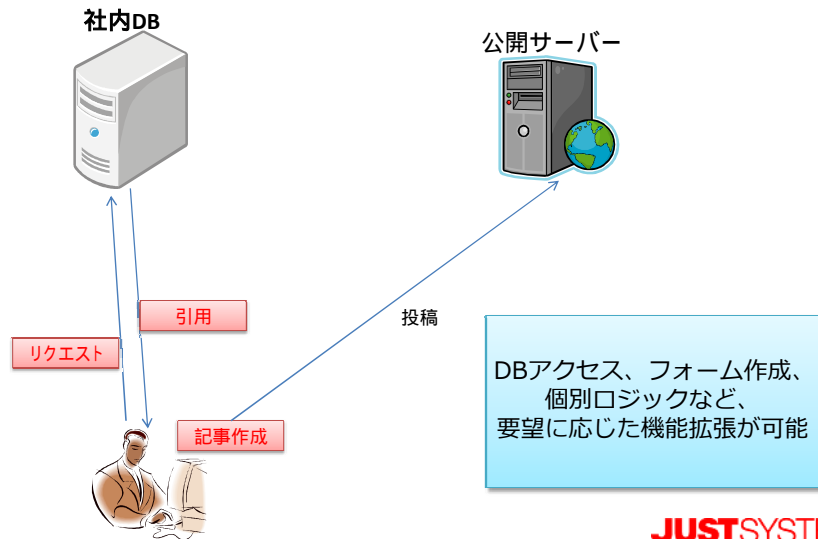 社内DB
公開サーバー
引用
リクエスト
投稿
記事作成
DBアクセス、フォーム作成、
個別ロジックなど、
要望に応じた機能拡張が可能
JUSTSYSTE